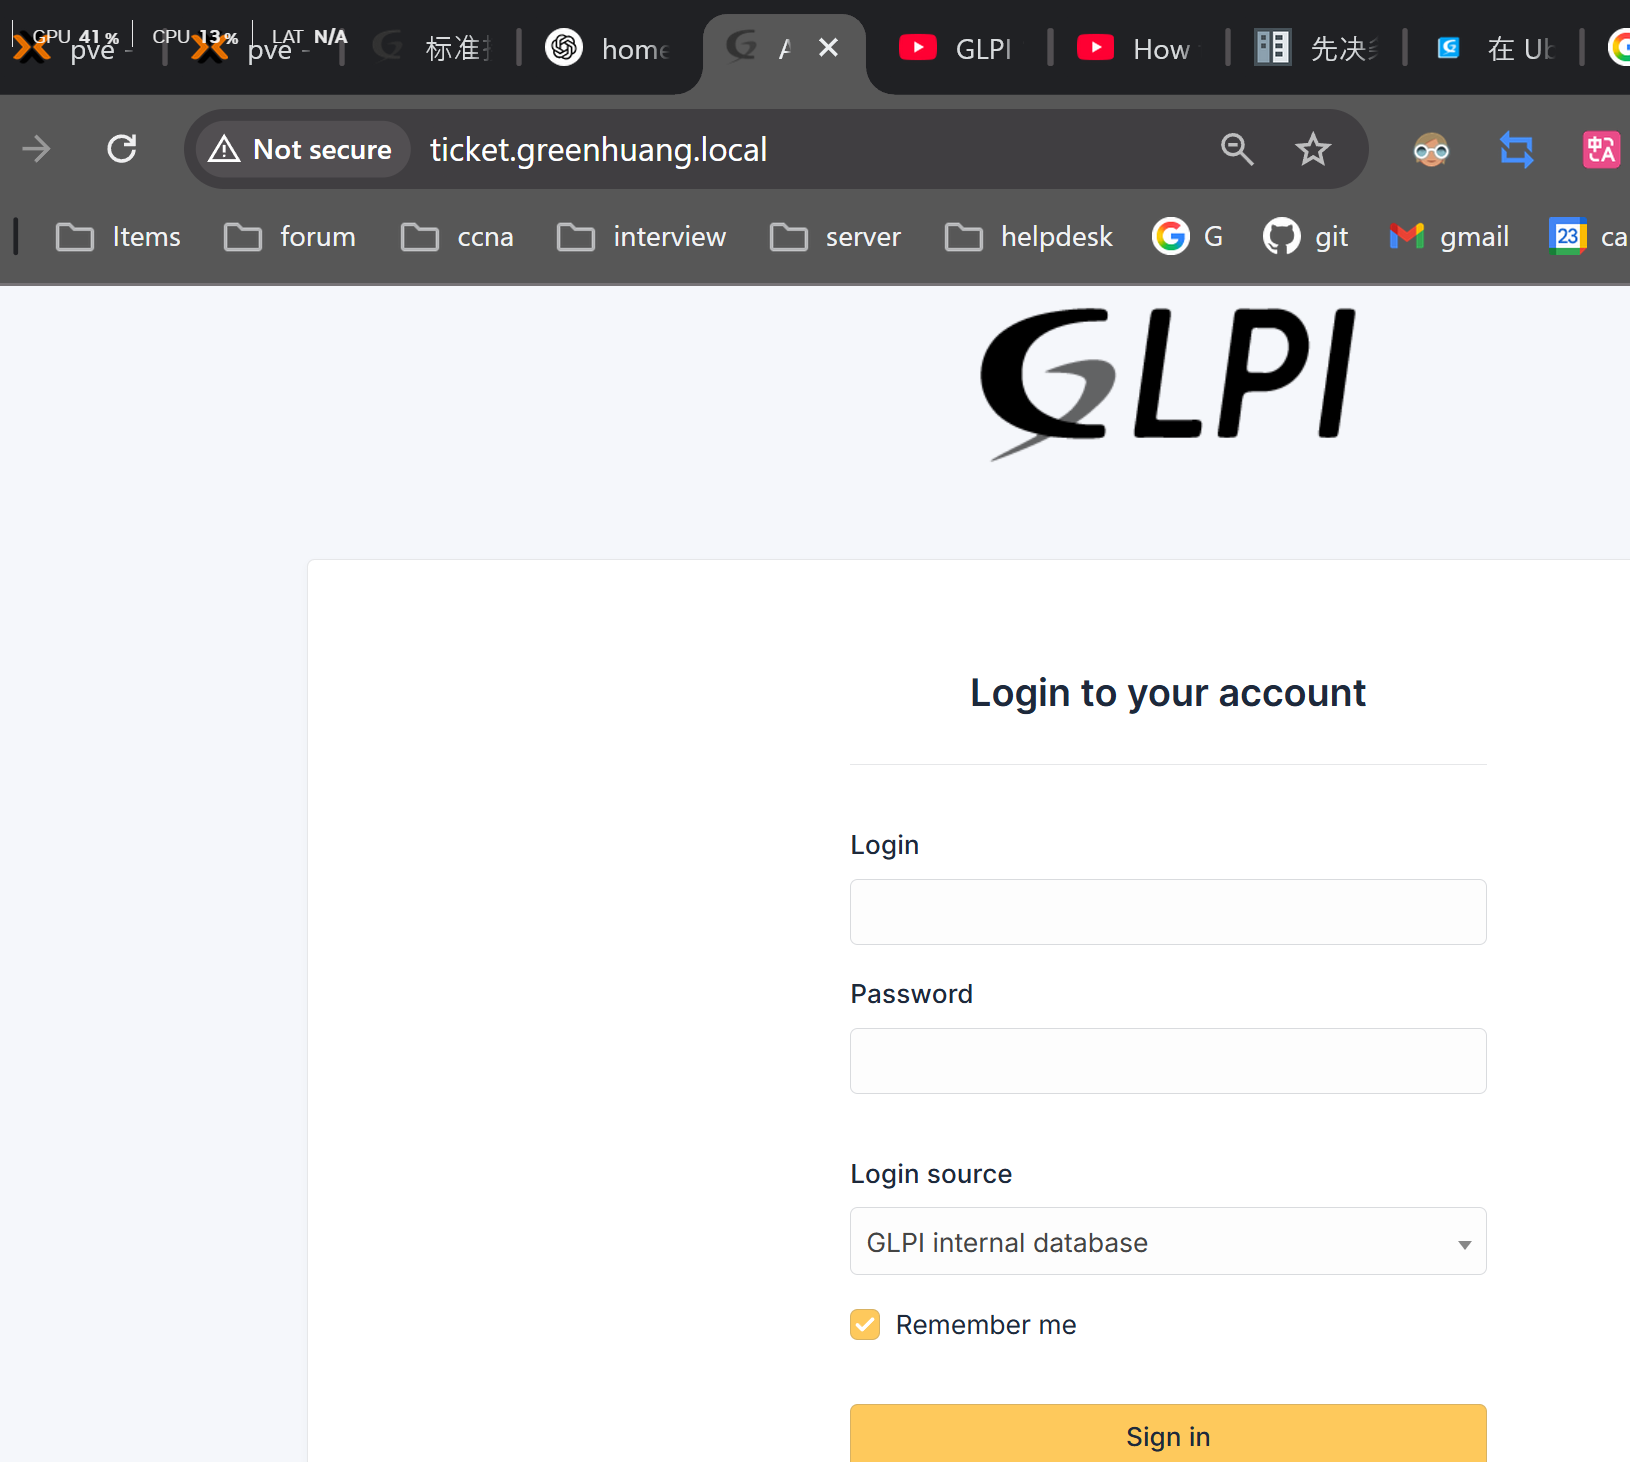 GPU 41 % CPU 13 % LAT N/A
pve - pve - 标准 home A GLPI How 先决 在 Ub
Not secure ticket.greenhuang.local
Items forum ccna interview server helpdesk G git gmail 23 ca
GLPI
Login to your account
Login
Password
Login source
GLPI internal database
Remember me
Sign in